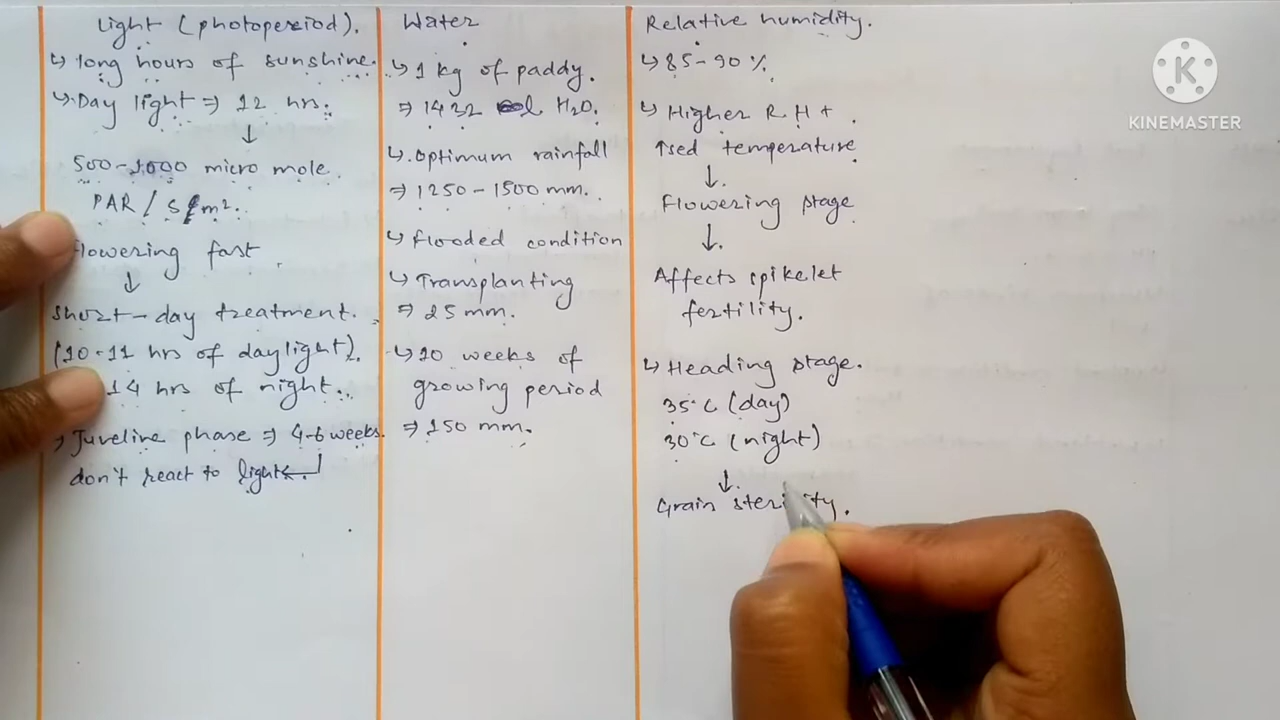 Light (photoperiod).
↳ long hours of sunshine.
↳ Day light ⇒ 12 hrs.
↓
500-1000 micro mole.
PAR / s/m².
flowering fast
↓
Short-day treatment.
(10-11 hrs of daylight).
14 hrs of night.
→ Juveline phase ⇒ 4-6 weeks.
don't react to light ↵
Water
↳ 1 kg of paddy.
⇒ 1432 l H2O.
↳ Optimum rainfall
⇒ 1250-1500 mm.
↳ flooded condition
↳ Transplanting
⇒ 25 mm.
↳ 10 weeks of
growing period
⇒ 150 mm.
Relative humidity.
↳ 85-90 %
↳ Higher R H +
↑sed temperature
↓
Flowering stage
↓
Affects spikelet
fertility.
↳ Heading stage.
35°C (day)
30°C (night)
↓
Grain sterility.
KINEMASTER